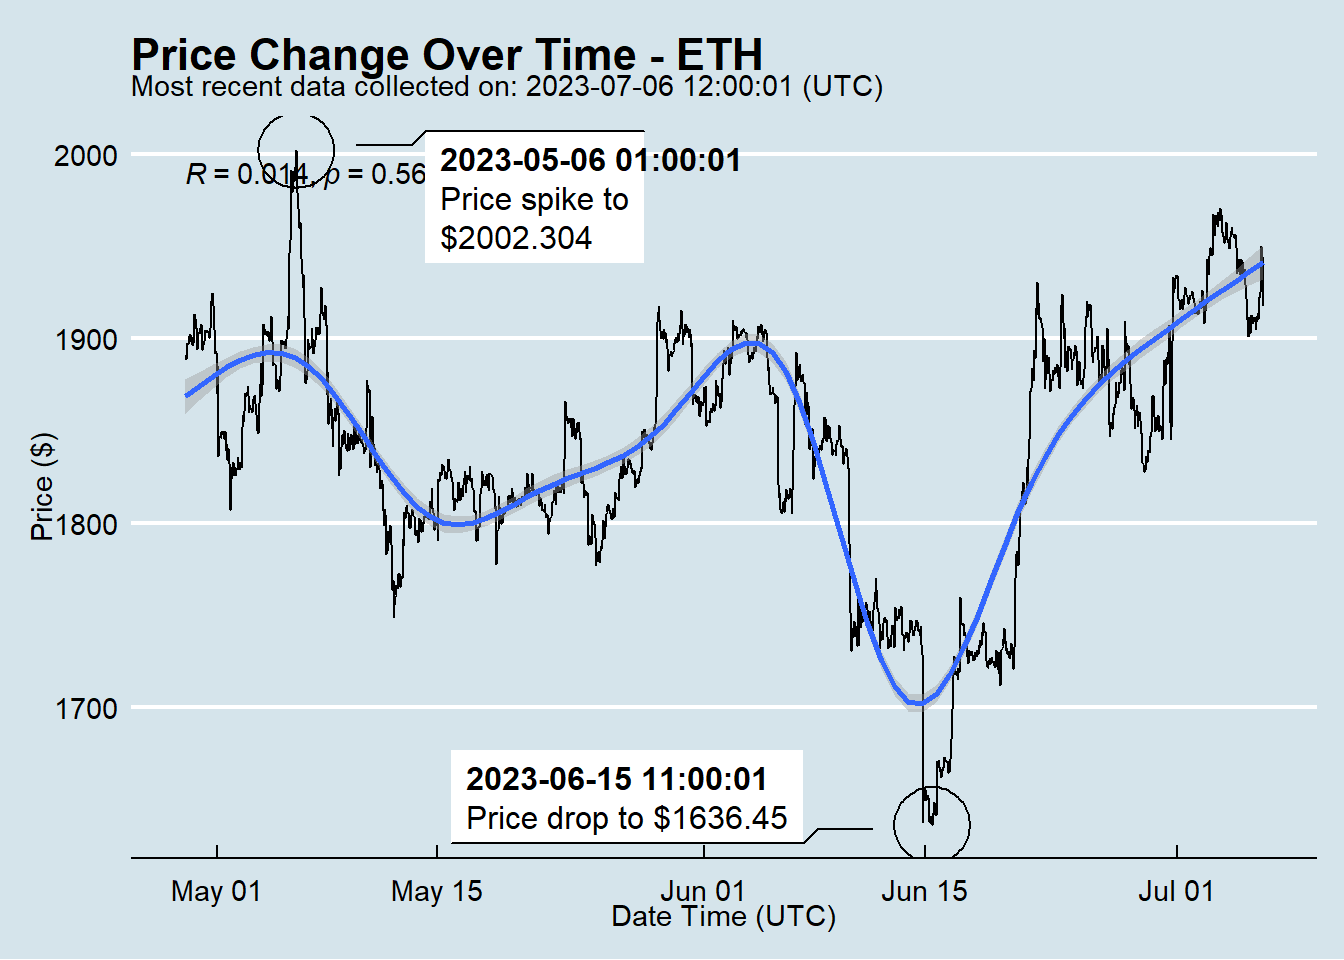 Price Change Over Time - ETH
Most recent data collected on: 2023-07-06 12:00:01 (UTC)
2000
R = 0.014, p = 0.56
2023-05-06 01:00:01
Price spike to
$2002.304
1900
Price ($)
1800
1700
2023-06-15 11:00:01
Price drop to $1636.45
May 01
May 15
Jun 01
Jun 15
Jul 01
Date Time (UTC)